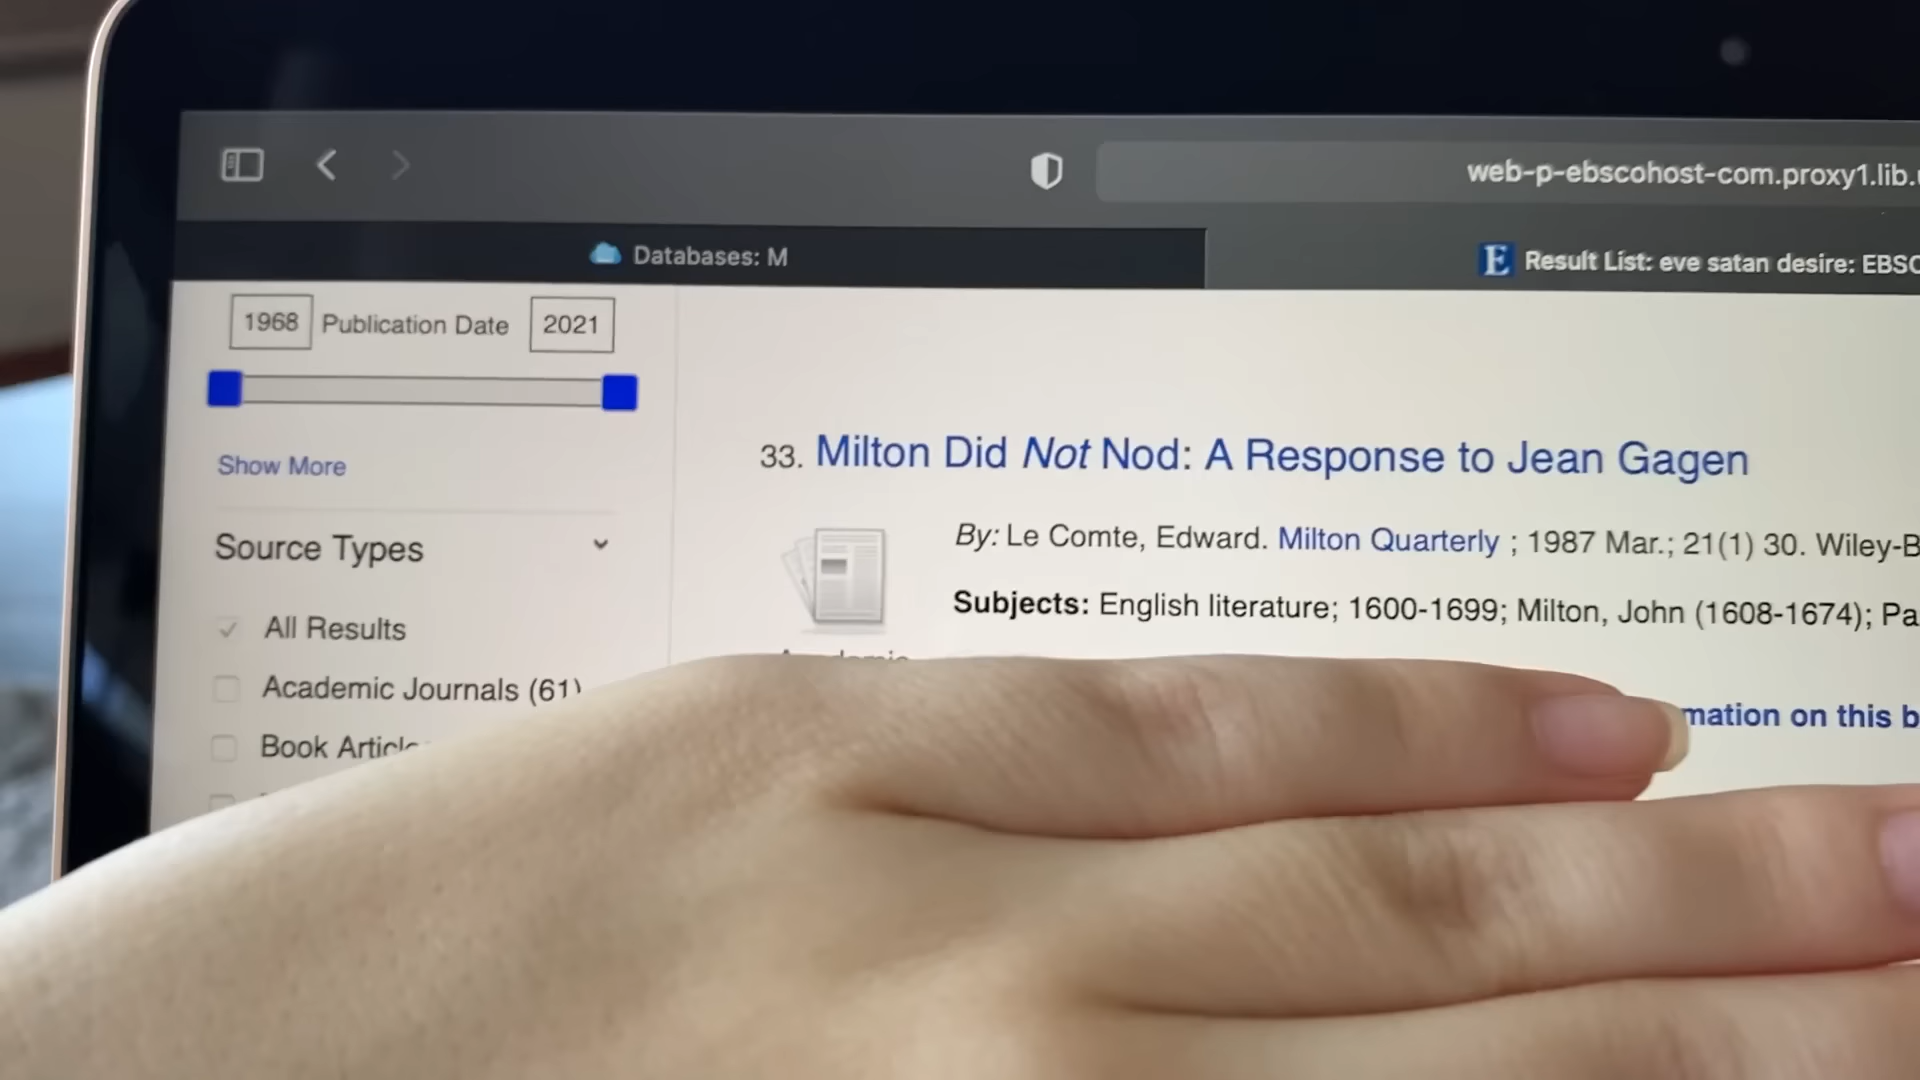 web-p-ebscohost-com.proxy1.lib.
Databases: M
Result List: eve satan desire: EBSC
1968 Publication Date 2021
Show More
Source Types
All Results
Academic Journals (61)
Book Article
33. Milton Did Not Nod: A Response to Jean Gagen
By: Le Comte, Edward. Milton Quarterly ; 1987 Mar.; 21(1) 30. Wiley-B
Subjects: English literature; 1600-1699; Milton, John (1608-1674); Pa
Academic
mation on this b